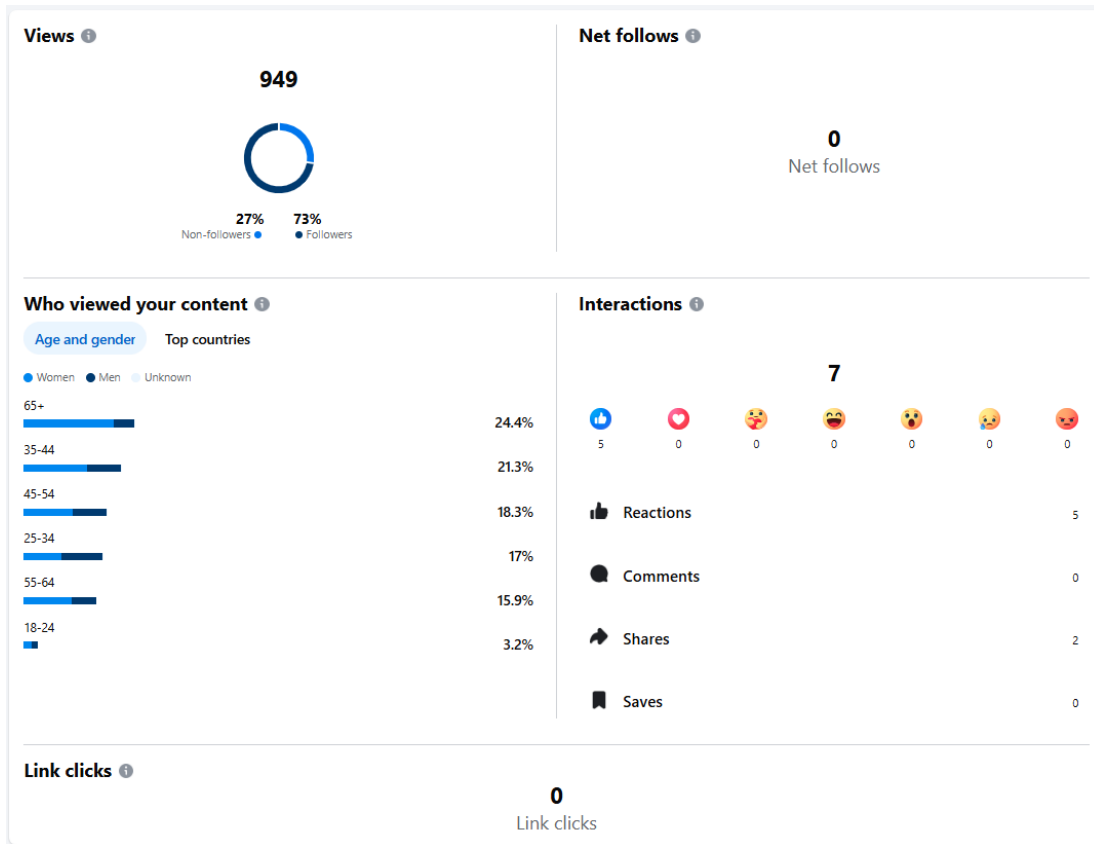 Views
949
27% 73%
Non-followers Followers
Net follows
0
Net follows
Who viewed your content
Age and gender Top countries
Women Men Unknown
65+
24.4%
35-44
21.3%
45-54
18.3%
25-34
17%
55-64
15.9%
18-24
3.2%
Interactions
7
5 0 0 0 0 0 0
Reactions 5
Comments 0
Shares 2
Saves 0
Link clicks
0
Link clicks